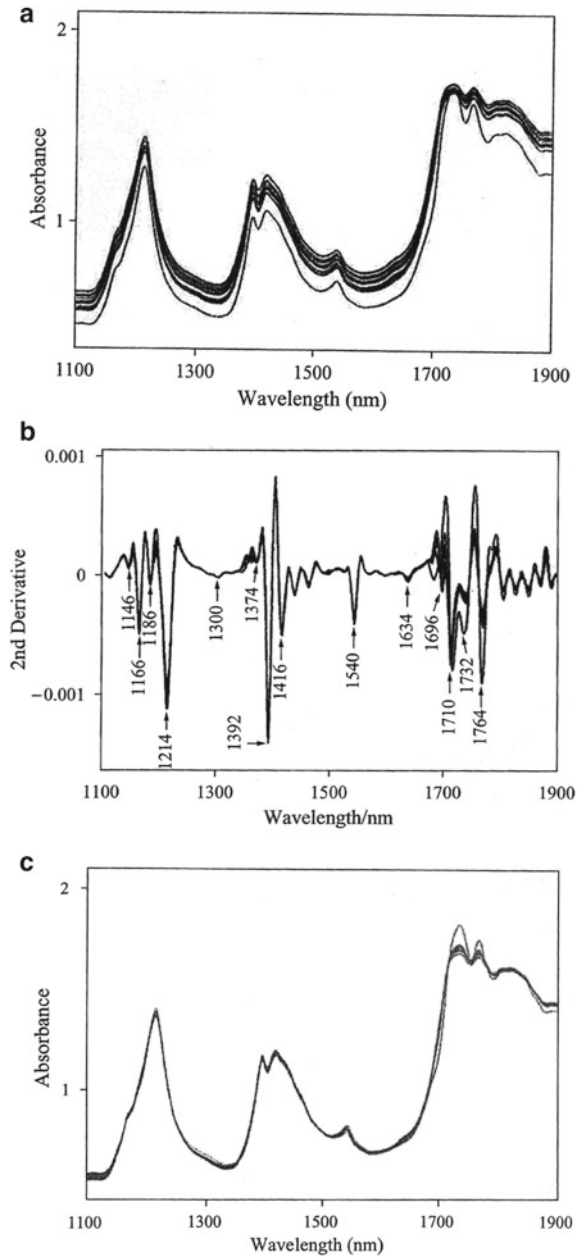 a
2
1
Absorbance
1100 1300 1500 1700 1900
Wavelength (nm)
b
0.001
0
−0.001
2nd Derivative
1146
1166
1186
1214
1300
1374
1392
1416
1540
1634
1696
1710
1732
1764
1100 1300 1500 1700 1900
Wavelength/nm
c
2
1
Absorbance
1100 1300 1500 1700 1900
Wavelength (nm)